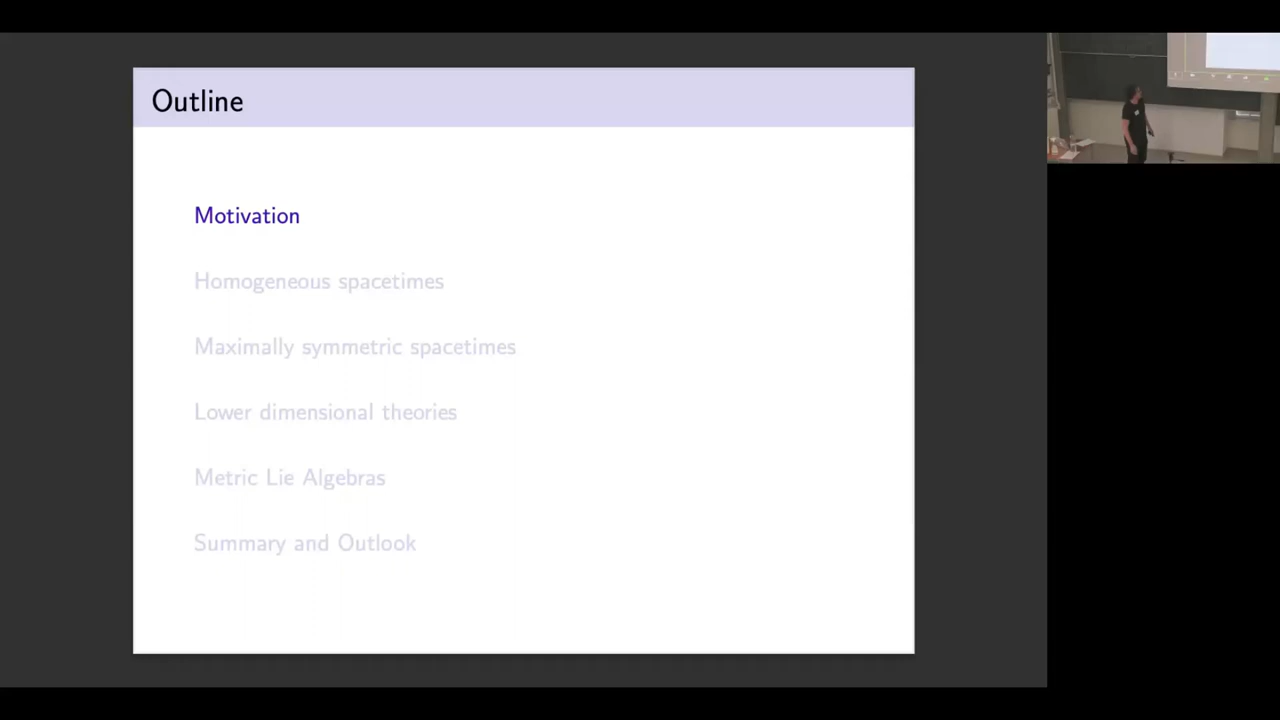 Outline
Motivation
Homogeneous spacetimes
Maximally symmetric spacetimes
Lower dimensional theories
Metric Lie Algebras
Summary and Outlook